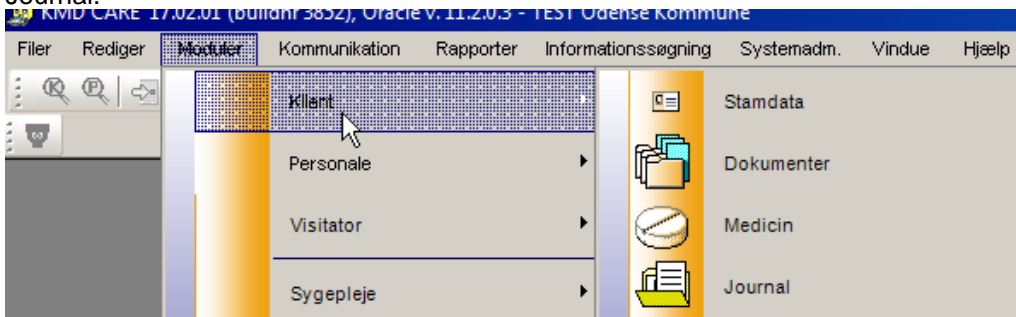 Journal.
KMD CARE 17.02.01 (buildnr 3852), Oracle v. 11.2.0.3 - TEST Odense Kommune
Filer Rediger Moduler Kommunikation Rapporter Informationssøgning Systemadm. Vindue Hjælp
Klient
Stamdata
Personale
Dokumenter
Visitator
Medicin
Sygepleje
Journal